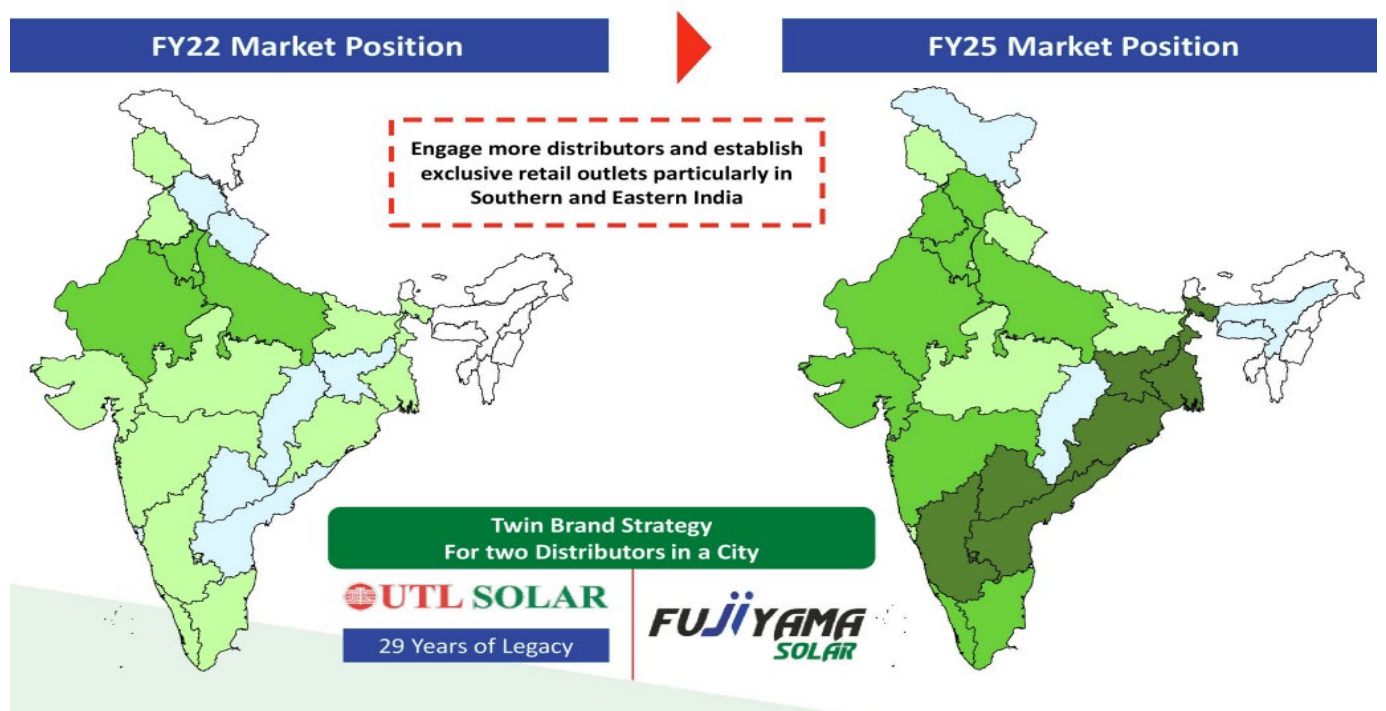 FY22 Market Position
FY25 Market Position
Engage more distributors and establish
exclusive retail outlets particularly in
Southern and Eastern India
Twin Brand Strategy
For two Distributors in a City
UTL SOLAR
29 Years of Legacy
FUJIYAMA
SOLAR